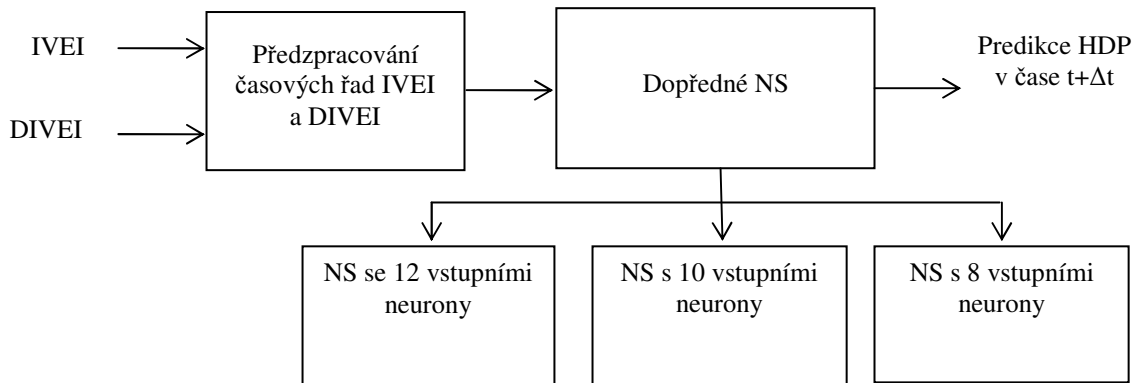 IVEI
DIVEI
Předzpracování
časových řad IVEI
a DIVEI
Dopředné NS
Predikce HDP
v čase t+Δt
NS se 12 vstupními
neurony
NS s 10 vstupními
neurony
NS s 8 vstupními
neurony